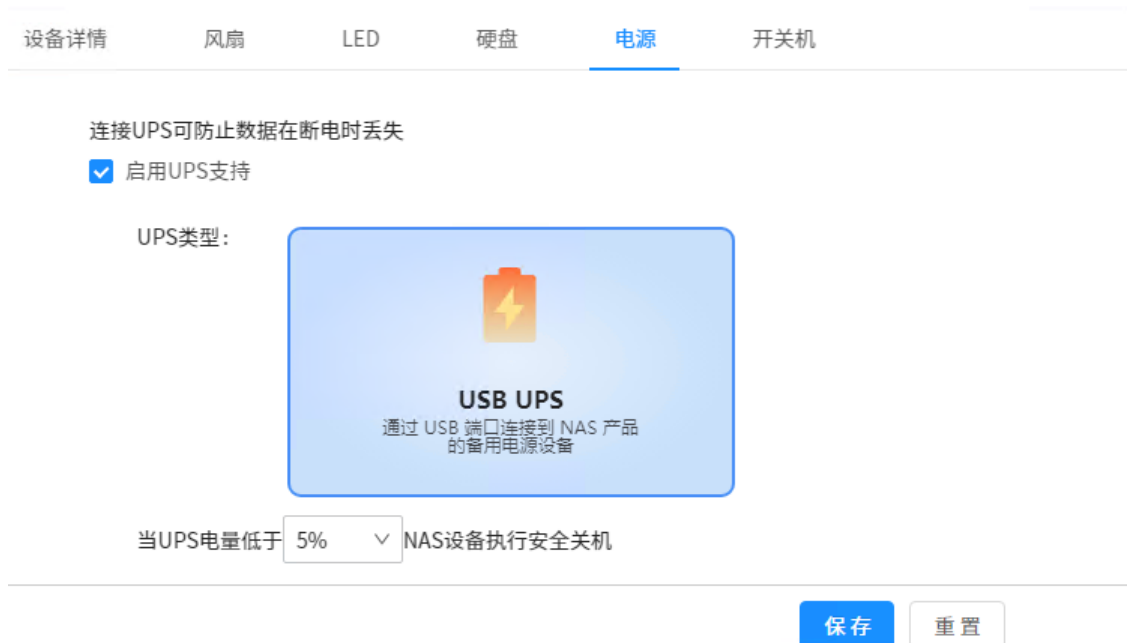 设备详情 风扇 LED 硬盘 电源 开关机
连接UPS可防止数据在断电时丢失
启用UPS支持
UPS类型:
USB UPS
通过 USB 端口连接到 NAS 产品
的备用电源设备
当UPS电量低于 5% NAS设备执行安全关机
保存 重置